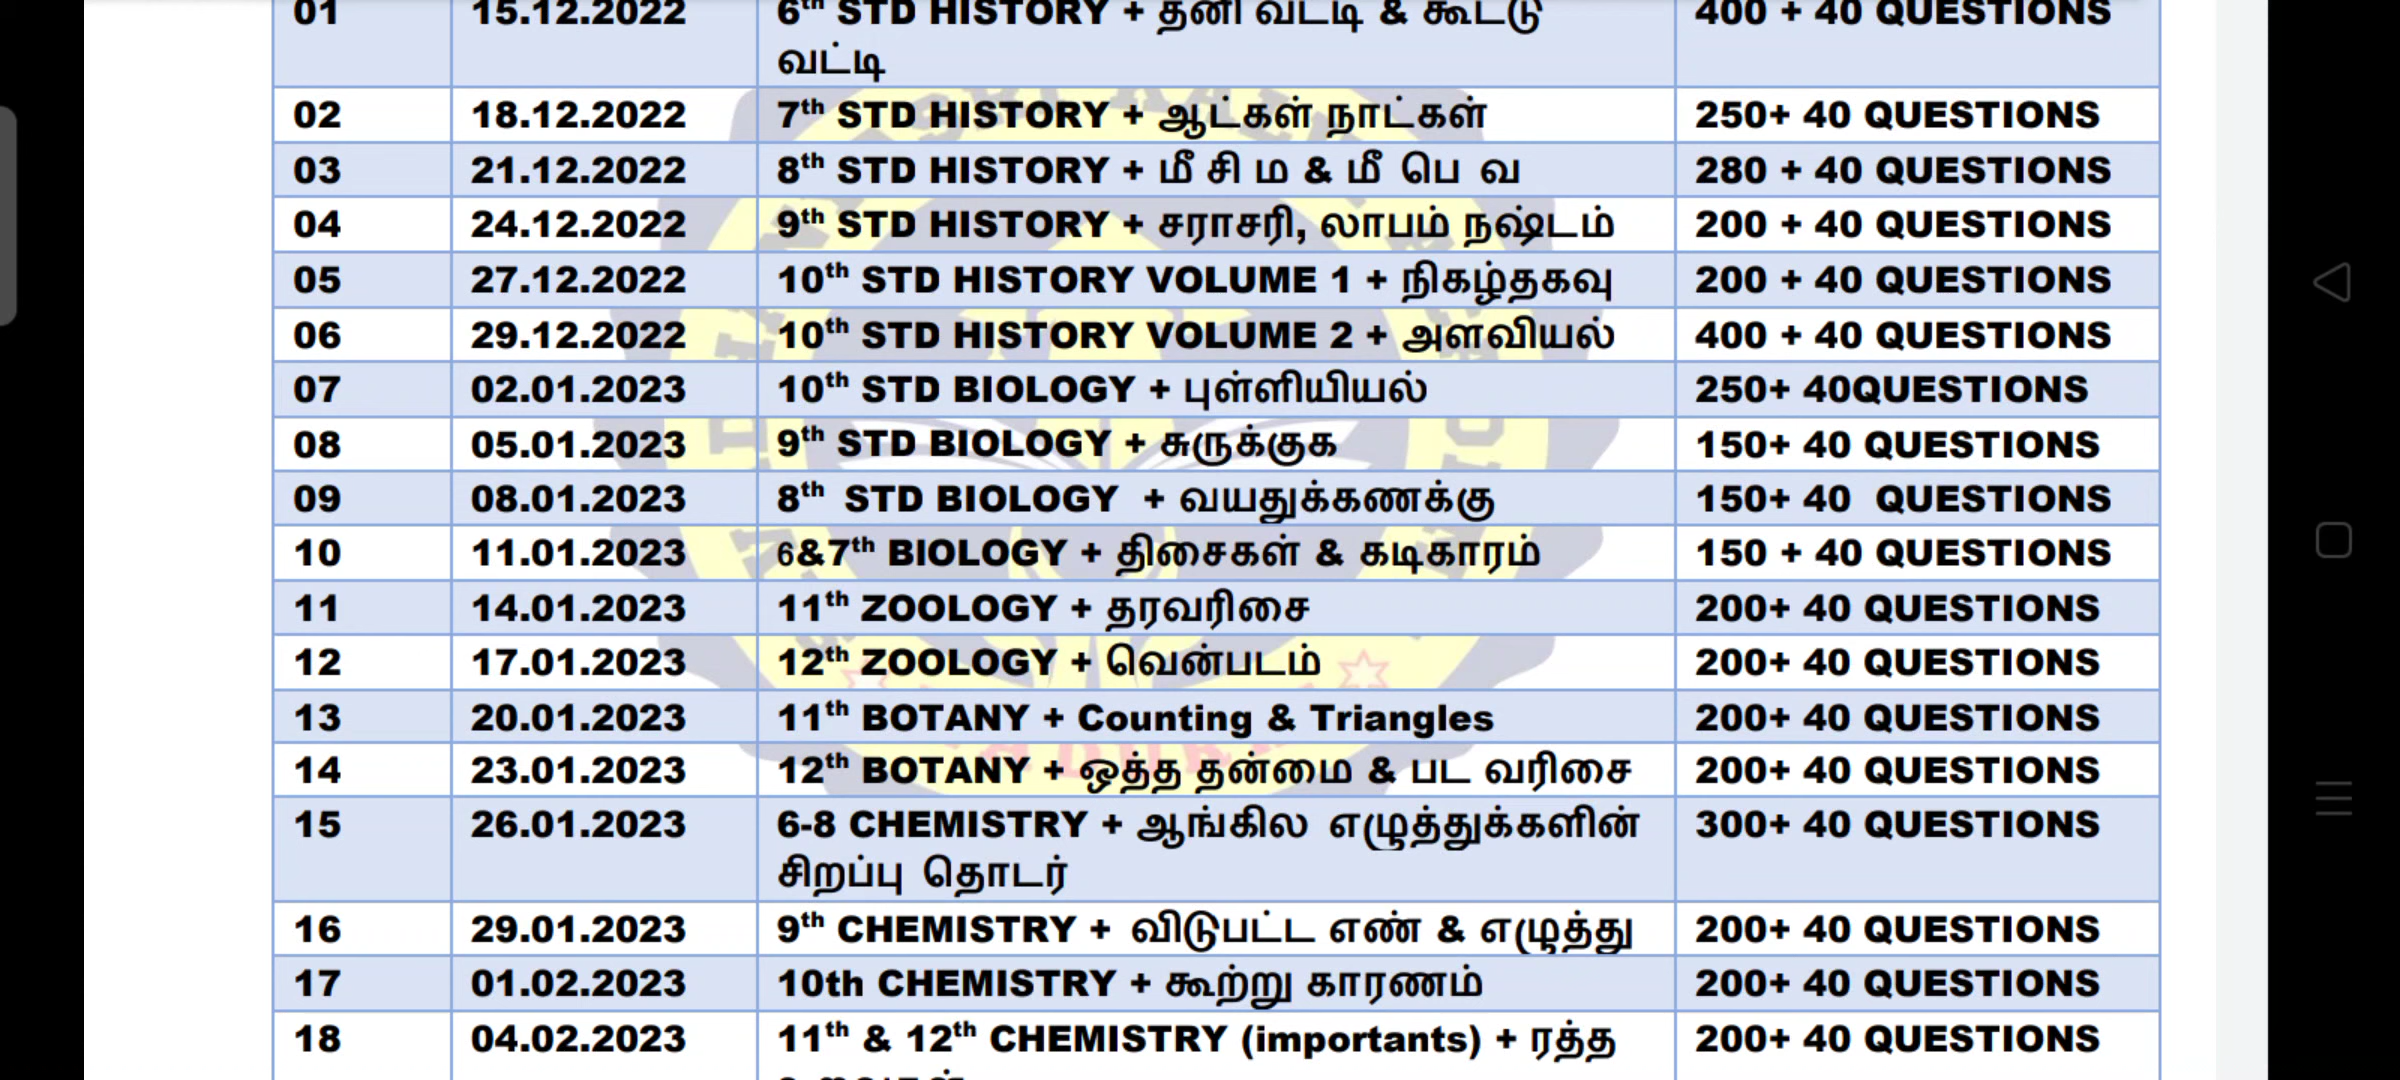 01 15.12.2022 6th STD HISTORY + தனி வட்டி & கூட்டு 400 + 40 QUESTIONS
வட்டி
02 18.12.2022 7th STD HISTORY + ஆட்கள் நாட்கள் 250+ 40 QUESTIONS
03 21.12.2022 8th STD HISTORY + மீ சி ம & மீ பெ வ 280 + 40 QUESTIONS
04 24.12.2022 9th STD HISTORY + சராசரி, லாபம் நஷ்டம் 200 + 40 QUESTIONS
05 27.12.2022 10th STD HISTORY VOLUME 1 + நிகழ்தகவு 200 + 40 QUESTIONS
06 29.12.2022 10th STD HISTORY VOLUME 2 + அளவியல் 400 + 40 QUESTIONS
07 02.01.2023 10th STD BIOLOGY + புள்ளியியல் 250+ 40QUESTIONS
08 05.01.2023 9th STD BIOLOGY + சுருக்குக 150+ 40 QUESTIONS
09 08.01.2023 8th STD BIOLOGY + வயதுக்கணக்கு 150+ 40 QUESTIONS
10 11.01.2023 6&7th BIOLOGY + திசைகள் & கடிகாரம் 150 + 40 QUESTIONS
11 14.01.2023 11th ZOOLOGY + தரவரிசை 200+ 40 QUESTIONS
12 17.01.2023 12th ZOOLOGY + வென்படம் 200+ 40 QUESTIONS
13 20.01.2023 11th BOTANY + Counting & Triangles 200+ 40 QUESTIONS
14 23.01.2023 12th BOTANY + ஒத்த தன்மை & பட வரிசை 200+ 40 QUESTIONS
15 26.01.2023 6-8 CHEMISTRY + ஆங்கில எழுத்துக்களின் 300+ 40 QUESTIONS
சிறப்பு தொடர்
16 29.01.2023 9th CHEMISTRY + விடுபட்ட எண் & எழுத்து 200+ 40 QUESTIONS
17 01.02.2023 10th CHEMISTRY + கூற்று காரணம் 200+ 40 QUESTIONS
18 04.02.2023 11th & 12th CHEMISTRY (importants) + ரத்த 200+ 40 QUESTIONS